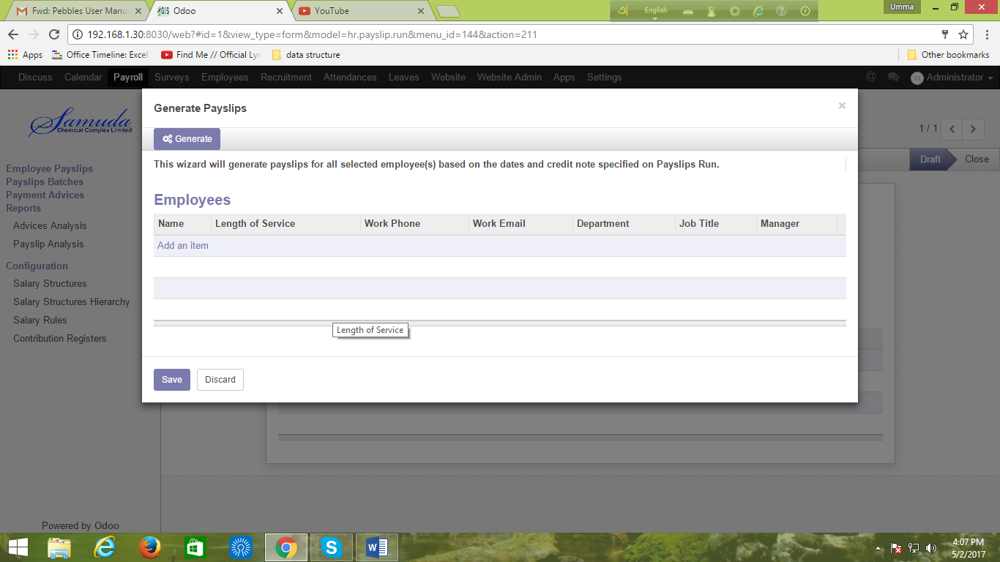 Fwd: Pebbles User Manu
Odoo
YouTube
English
Umma
192.168.1.30:8030/web?#id=1&view_type=form&model=hr.payslip.run&menu_id=144&action=211
Apps
Office Timeline: Excel
Find Me // Official Lyr
data structure
Other bookmarks
Discuss Calendar Payroll Surveys Employees Recruitment Attendances Leaves Website Website Admin Apps Settings
@ Administrator
Samuda
Chemical Complex Limited
Generate Payslips
×
1 / 1
Generate
Draft Close
This wizard will generate payslips for all selected employee(s) based on the dates and credit note specified on Payslips Run.
Employee Payslips
Payslips Batches
Payment Advices
Reports
Advices Analysis
Payslip Analysis
Configuration
Salary Structures
Salary Structures Hierarchy
Salary Rules
Contribution Registers
Employees
Name Length of Service Work Phone Work Email Department Job Title Manager
Add an item
Length of Service
Save Discard
Powered by Odoo
4:07 PM
5/2/2017